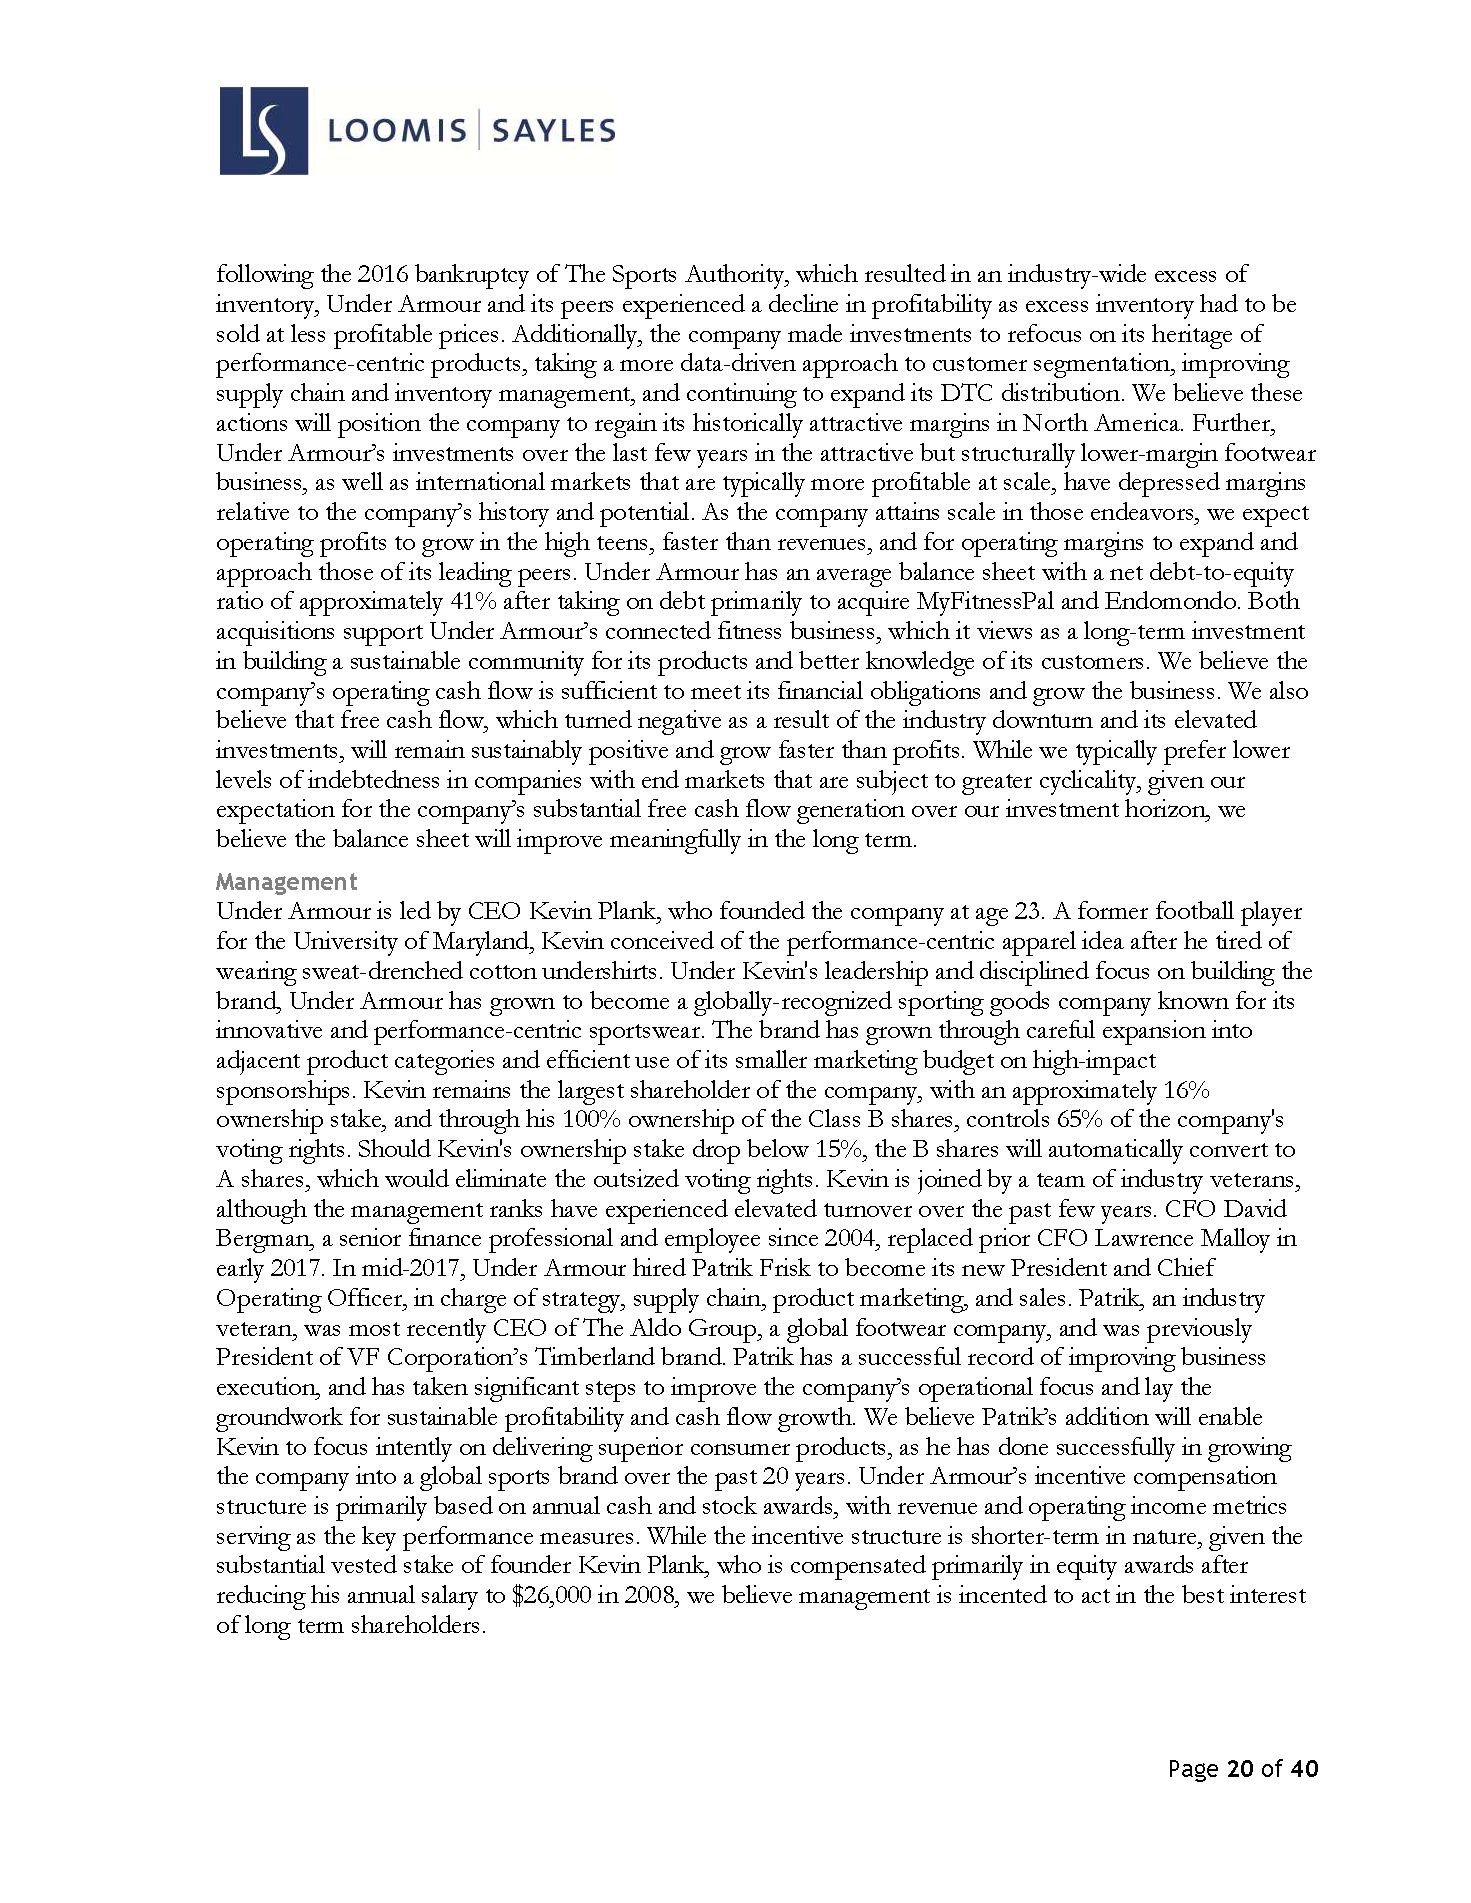 LS LOOMIS | SAYLES
following the 2016 bankruptcy of The Sports Authority, which resulted in an industry-wide excess of
inventory, Under Armour and its peers experienced a decline in profitability as excess inventory had to be
sold at less profitable prices. Additionally, the company made investments to refocus on its heritage of
performance-centric products, taking a more data-driven approach to customer segmentation, improving
supply chain and inventory management, and continuing to expand its DTC distribution. We believe these
actions will position the company to regain its historically attractive margins in North America. Further,
Under Armour’s investments over the last few years in the attractive but structurally lower-margin footwear
business, as well as international markets that are typically more profitable at scale, have depressed margins
relative to the company’s history and potential. As the company attains scale in those endeavors, we expect
operating profits to grow in the high teens, faster than revenues, and for operating margins to expand and
approach those of its leading peers. Under Armour has an average balance sheet with a net debt-to-equity
ratio of approximately 41% after taking on debt primarily to acquire MyFitnessPal and Endomondo. Both
acquisitions support Under Armour’s connected fitness business, which it views as a long-term investment
in building a sustainable community for its products and better knowledge of its customers. We believe the
company’s operating cash flow is sufficient to meet its financial obligations and grow the business. We also
believe that free cash flow, which turned negative as a result of the industry downturn and its elevated
investments, will remain sustainably positive and grow faster than profits. While we typically prefer lower
levels of indebtedness in companies with end markets that are subject to greater cyclicality, given our
expectation for the company’s substantial free cash flow generation over our investment horizon, we
believe the balance sheet will improve meaningfully in the long term.
Management
Under Armour is led by CEO Kevin Plank, who founded the company at age 23. A former football player
for the University of Maryland, Kevin conceived of the performance-centric apparel idea after he tired of
wearing sweat-drenched cotton undershirts. Under Kevin's leadership and disciplined focus on building the
brand, Under Armour has grown to become a globally-recognized sporting goods company known for its
innovative and performance-centric sportswear. The brand has grown through careful expansion into
adjacent product categories and efficient use of its smaller marketing budget on high-impact
sponsorships. Kevin remains the largest shareholder of the company, with an approximately 16%
ownership stake, and through his 100% ownership of the Class B shares, controls 65% of the company's
voting rights. Should Kevin's ownership stake drop below 15%, the B shares will automatically convert to
A shares, which would eliminate the outsized voting rights. Kevin is joined by a team of industry veterans,
although the management ranks have experienced elevated turnover over the past few years. CFO David
Bergman, a senior finance professional and employee since 2004, replaced prior CFO Lawrence Malloy in
early 2017. In mid-2017, Under Armour hired Patrik Frisk to become its new President and Chief
Operating Officer, in charge of strategy, supply chain, product marketing, and sales. Patrik, an industry
veteran, was most recently CEO of The Aldo Group, a global footwear company, and was previously
President of VF Corporation’s Timberland brand. Patrik has a successful record of improving business
execution, and has taken significant steps to improve the company’s operational focus and lay the
groundwork for sustainable profitability and cash flow growth. We believe Patrik’s addition will enable
Kevin to focus intently on delivering superior consumer products, as he has done successfully in growing
the company into a global sports brand over the past 20 years. Under Armour’s incentive compensation
structure is primarily based on annual cash and stock awards, with revenue and operating income metrics
serving as the key performance measures. While the incentive structure is shorter-term in nature, given the
substantial vested stake of founder Kevin Plank, who is compensated primarily in equity awards after
reducing his annual salary to $26,000 in 2008, we believe management is incented to act in the best interest
of long term shareholders.
Page 20 of 40